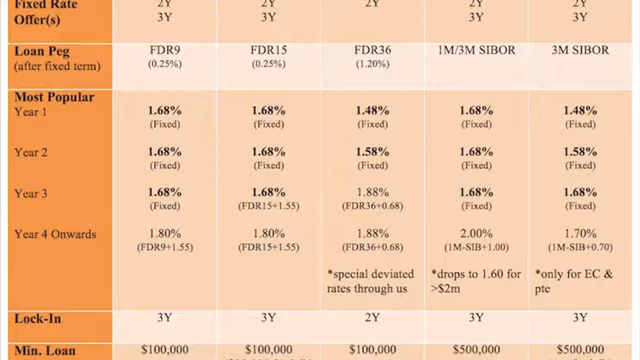 Fixed Rate 2Y 2Y 2Y 2Y 2Y
Offer(s) 3Y 3Y 3Y 3Y
Loan Peg FDR9 FDR15 FDR36 1M/3M SIBOR 3M SIBOR
(after fixed term) (0.25%) (0.25%) (1.20%)
Most Popular
Year 1 1.68% 1.68% 1.48% 1.68% 1.48%
(Fixed) (Fixed) (Fixed) (Fixed) (Fixed)
Year 2 1.68% 1.68% 1.58% 1.68% 1.58%
(Fixed) (Fixed) (Fixed) (Fixed) (Fixed)
Year 3 1.68% 1.68% 1.88% 1.68% 1.68%
(Fixed) (FDR15+1.55) (FDR36+0.68) (Fixed) (Fixed)
Year 4 Onwards 1.80% 1.80% 1.88% 2.00% 1.70%
(FDR9+1.55) (FDR15+1.55) (FDR36+0.68) (1M-SIB+1.00) (1M-SIB+0.70)
*special deviated *drops to 1.60 for *only for EC &
rates through us >$2m pte
Lock-In 3Y 3Y 2Y 3Y 3Y
Min. Loan $100,000 $100,000 $100,000 $500,000 $500,000